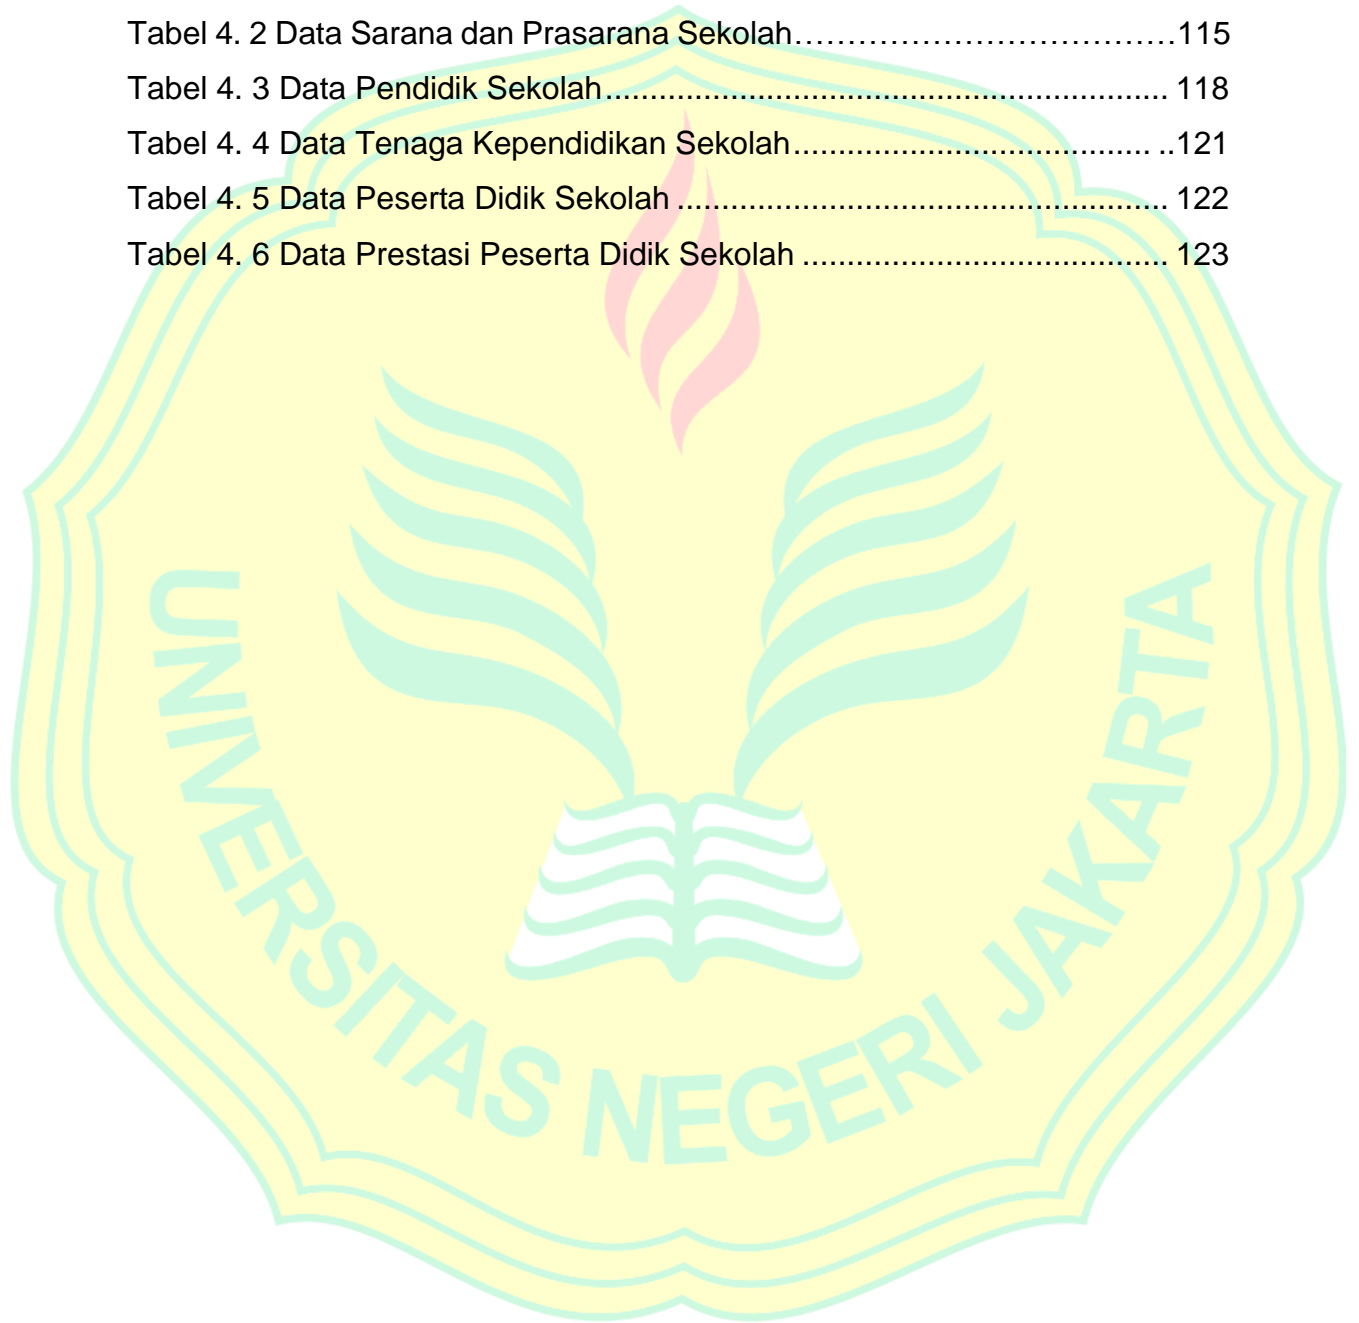 Tabel 4. 2 Data Sarana dan Prasarana Sekolah……………………………….115
Tabel 4. 3 Data Pendidik Sekolah............................................................... 118
Tabel 4. 4 Data Tenaga Kependidikan Sekolah........................................ ..121
Tabel 4. 5 Data Peserta Didik Sekolah ....................................................... 122
Tabel 4. 6 Data Prestasi Peserta Didik Sekolah ......................................... 123
UNIVERSITAS NEGERI JAKARTA